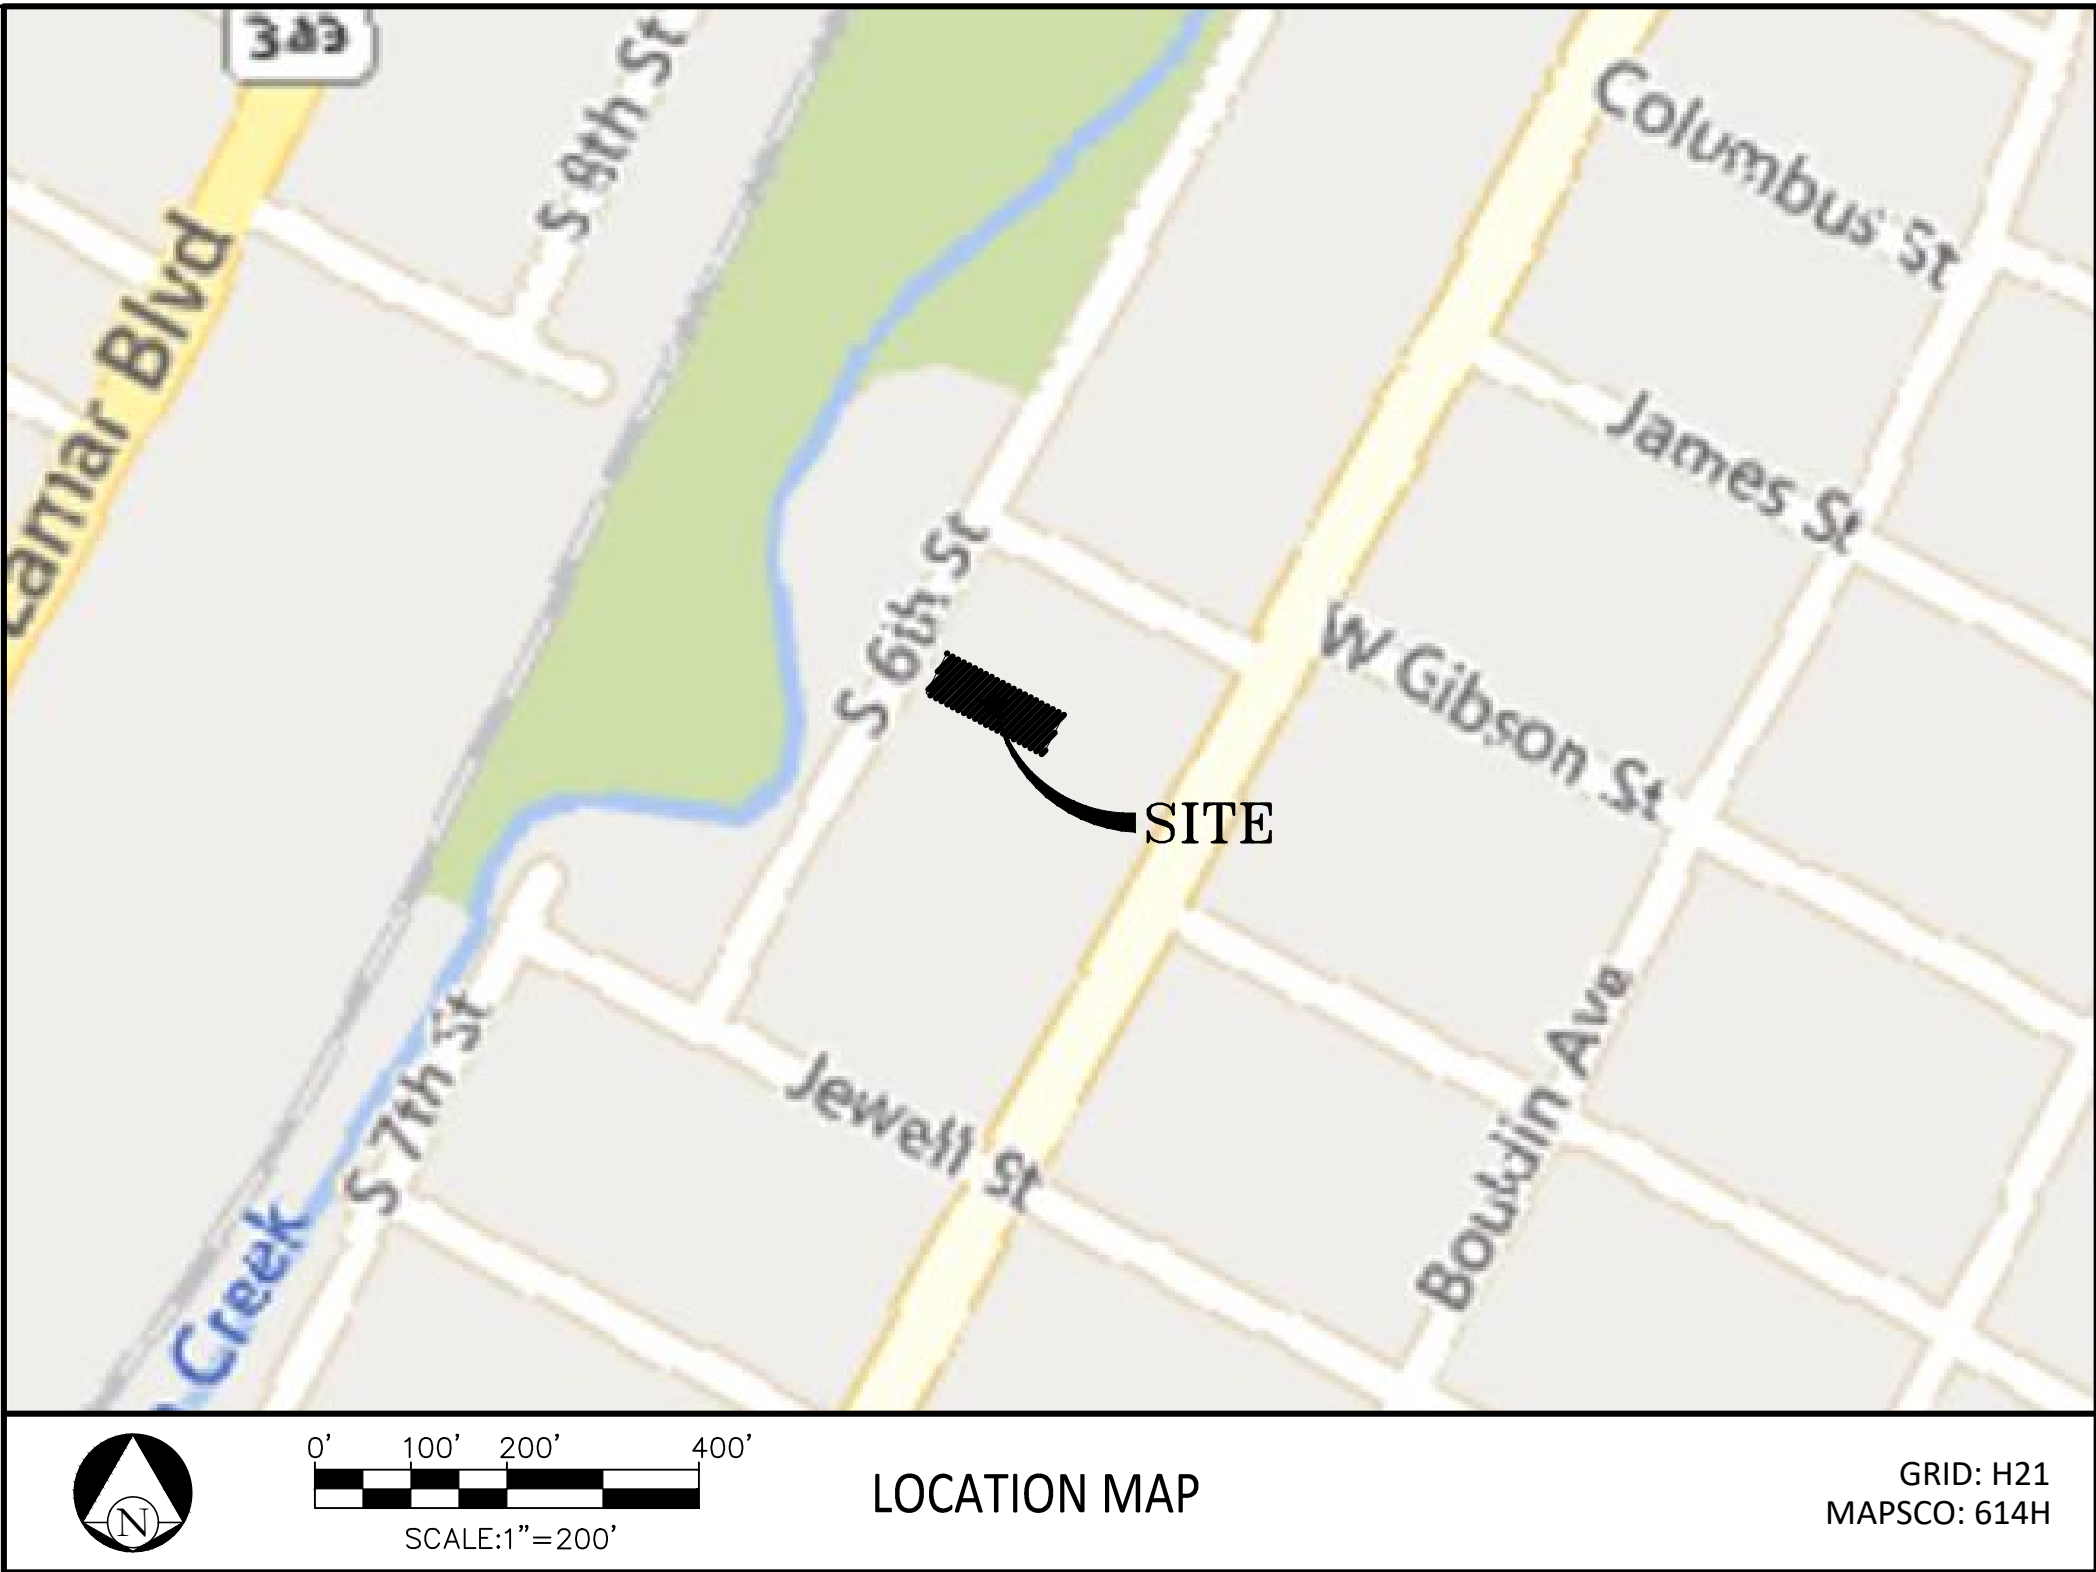 343
S 8th St
Columbus St
Lamar Blvd
James St
S 6th St
W Gibson St
SITE
Bouldin Ave
S 7th St
Jewell St
Creek
0' 100' 200' 400'
SCALE:1"=200'
N
LOCATION MAP
GRID: H21
MAPSCO: 614H